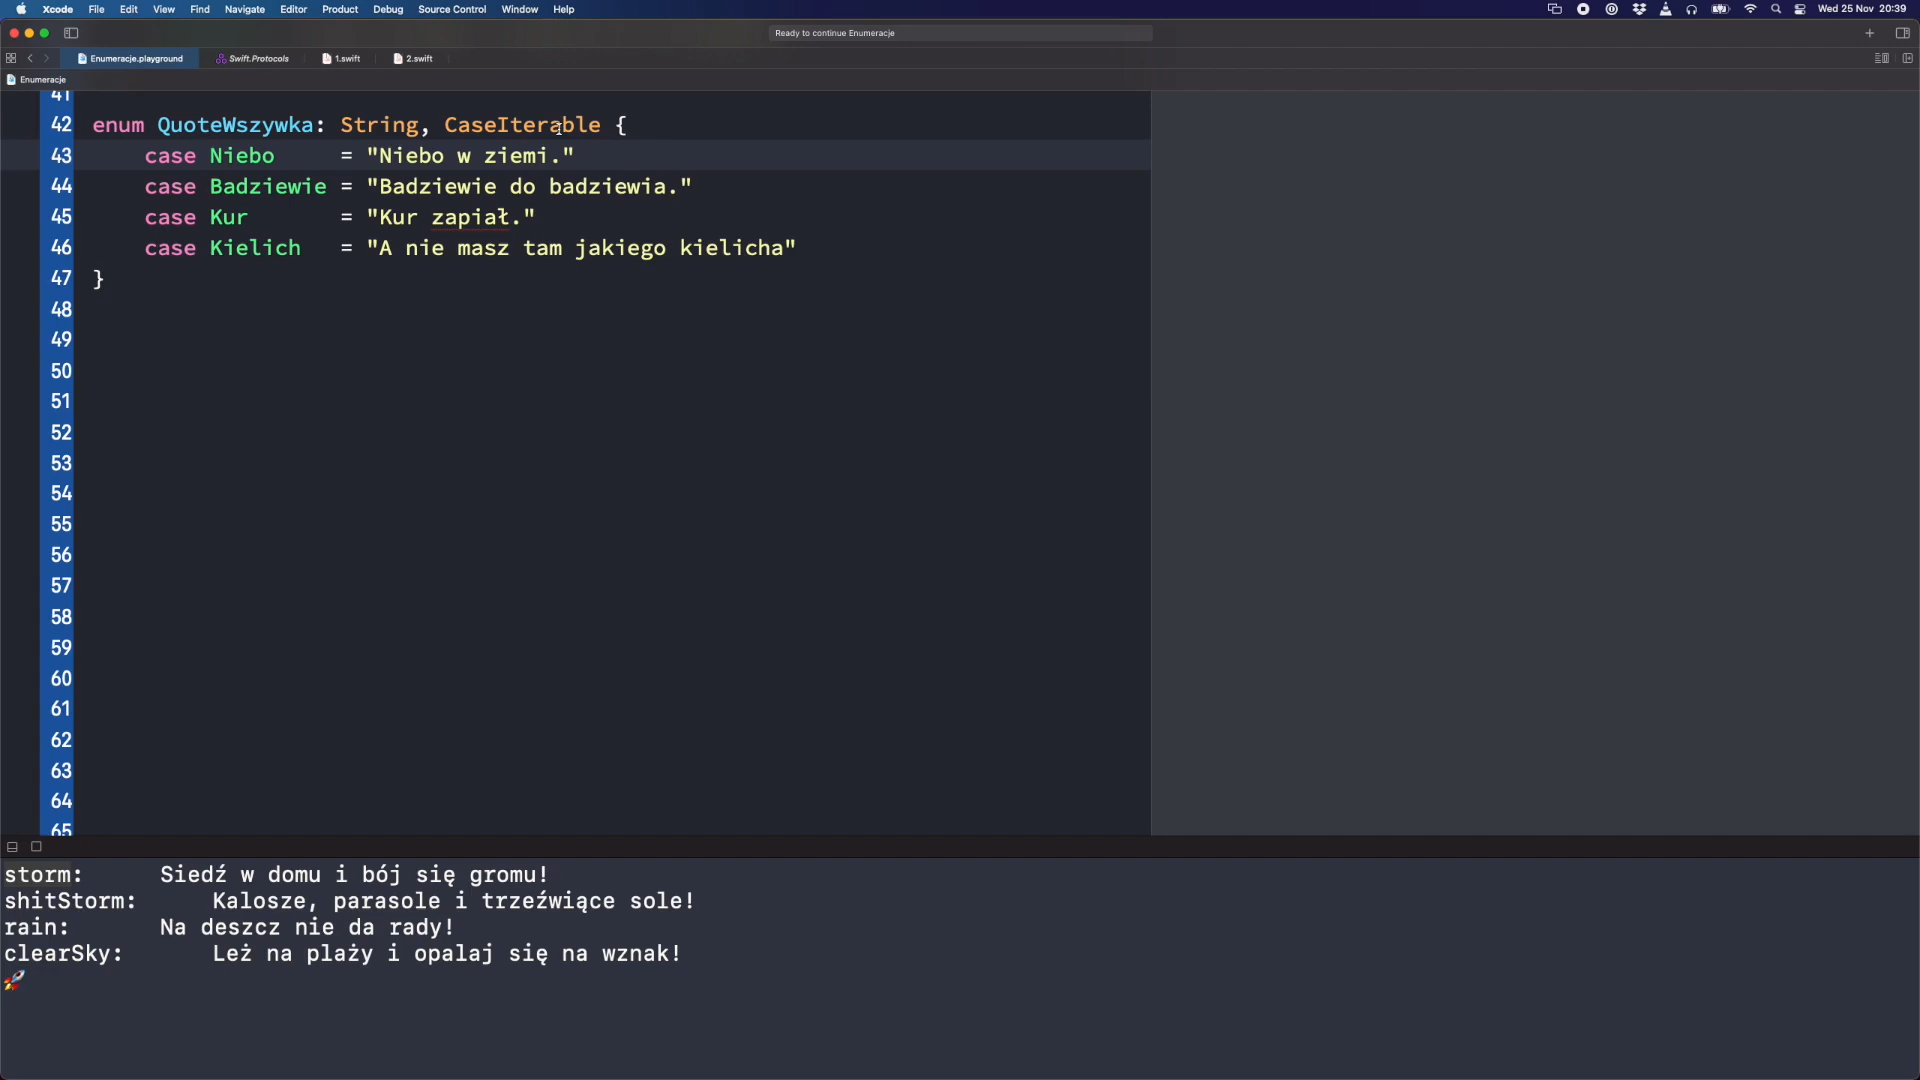 Xcode File Edit View Find Navigate Editor Product Debug Source Control Window Help Wed 25 Nov 20:39
Ready to continue Enumeracje
Enumeracje.playground Swift.Protocols 1.swift 2.swift
Enumeracje
41
42 enum QuoteWszywka: String, CaseIterable {
43 case Niebo = "Niebo w ziemi."
44 case Badziewie = "Badziewie do badziewia."
45 case Kur = "Kur zapiał."
46 case Kielich = "A nie masz tam jakiego kielicha"
47 }
48
49
50
51
52
53
54
55
56
57
58
59
60
61
62
63
64
65
storm: Siedź w domu i bój się gromu!
shitStorm: Kalosze, parasole i trzeźwiące sole!
rain: Na deszcz nie da rady!
clearSky: Leż na plaży i opalaj się na wznak!
🚀